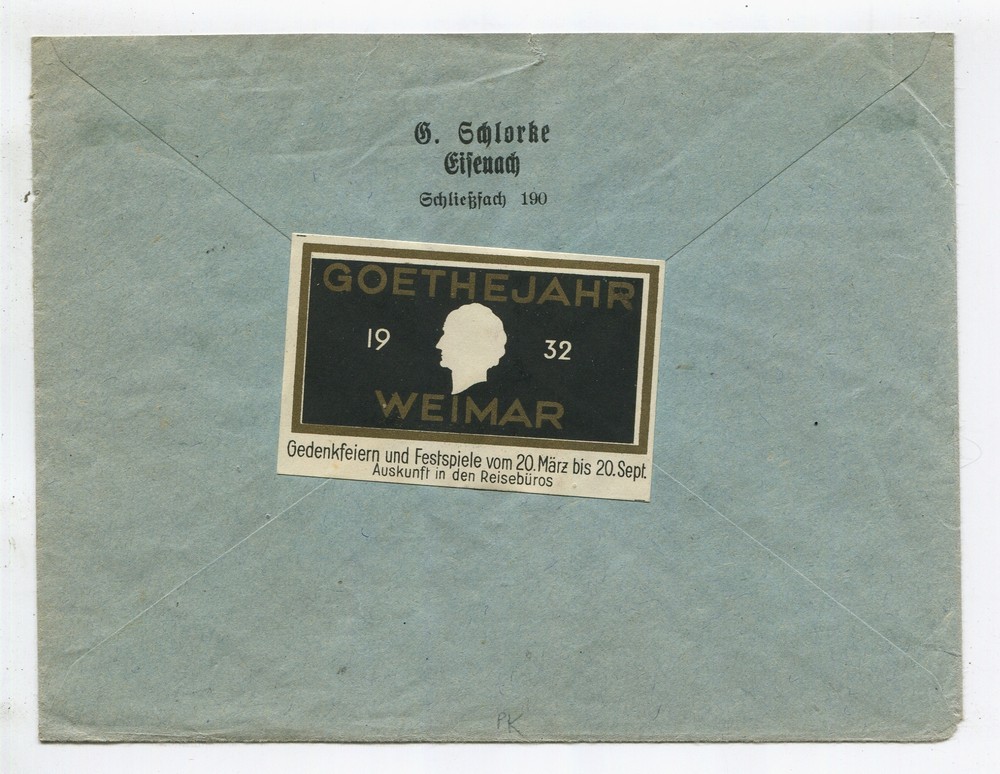 G. Schlorke
Eisenach
Schließfach 190
GOETHEJAHR
19 32
WEIMAR
Gedenkfeiern und Festspiele vom 20. März bis 20. Sept.
Auskunft in den Reisebüros
PK